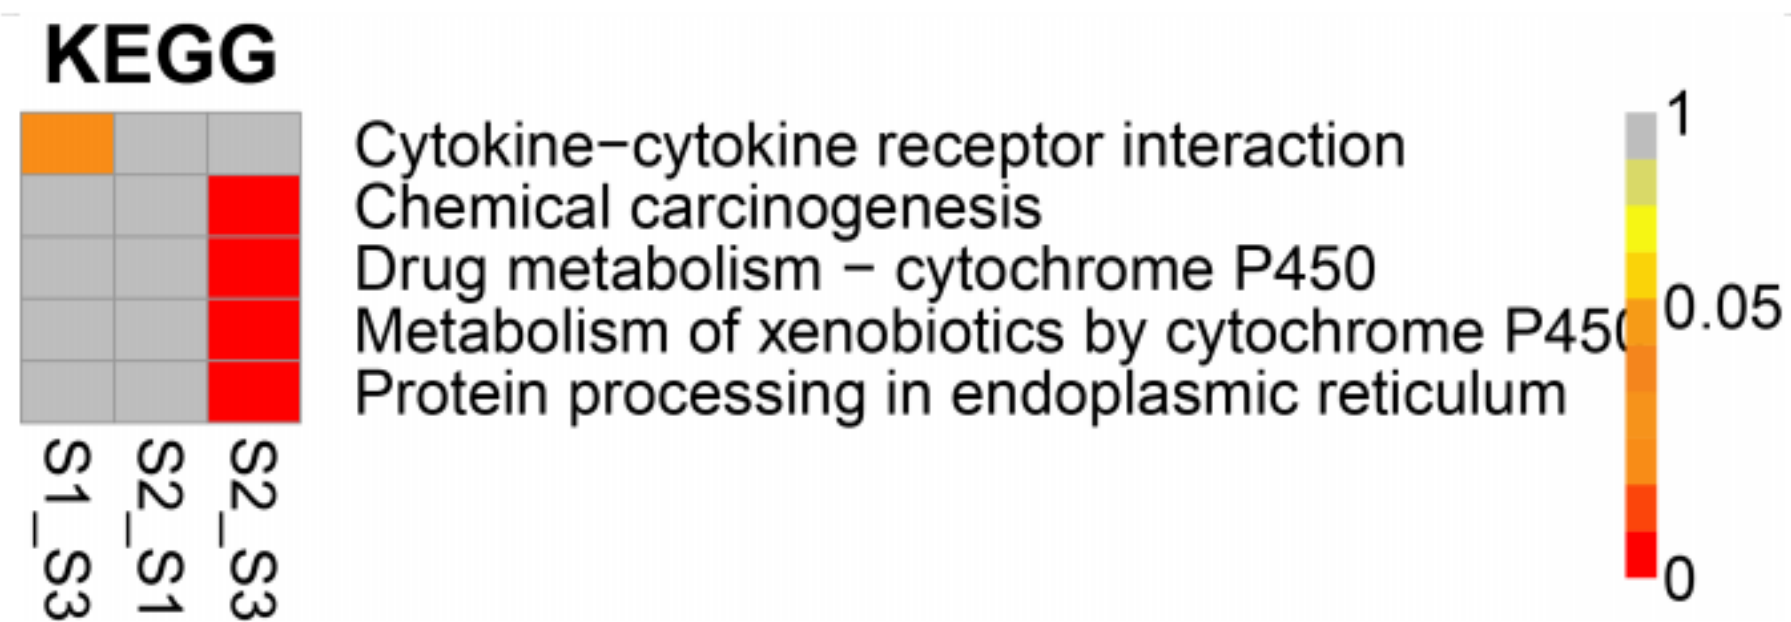 KEGG
Cytokine−cytokine receptor interaction
Chemical carcinogenesis
Drug metabolism − cytochrome P450
Metabolism of xenobiotics by cytochrome P450
Protein processing in endoplasmic reticulum
S1_S3
S2_S1
S2_S3
1
0.05
0